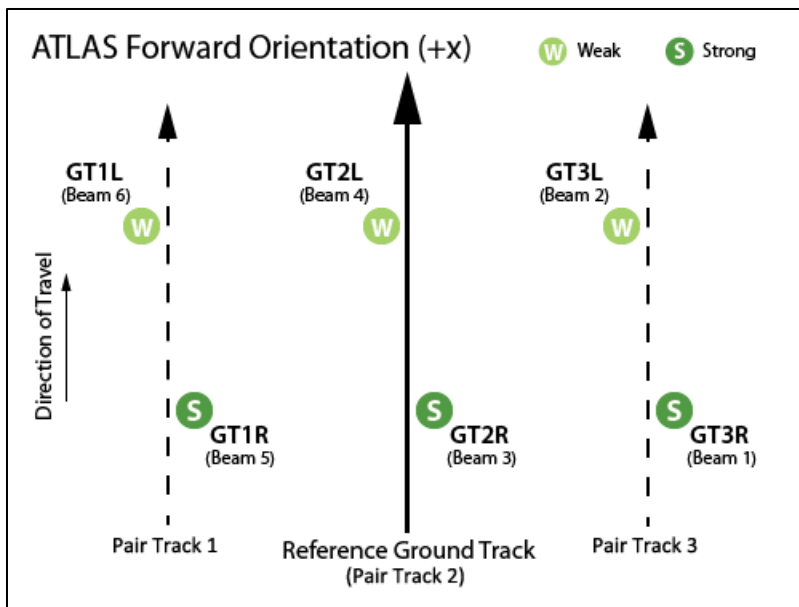 ATLAS Forward Orientation (+x)
W Weak
S Strong
GT1L
(Beam 6)
W
GT2L
(Beam 4)
W
GT3L
(Beam 2)
W
Direction of Travel
S
GT1R
(Beam 5)
S
GT2R
(Beam 3)
S
GT3R
(Beam 1)
Pair Track 1
Reference Ground Track
(Pair Track 2)
Pair Track 3